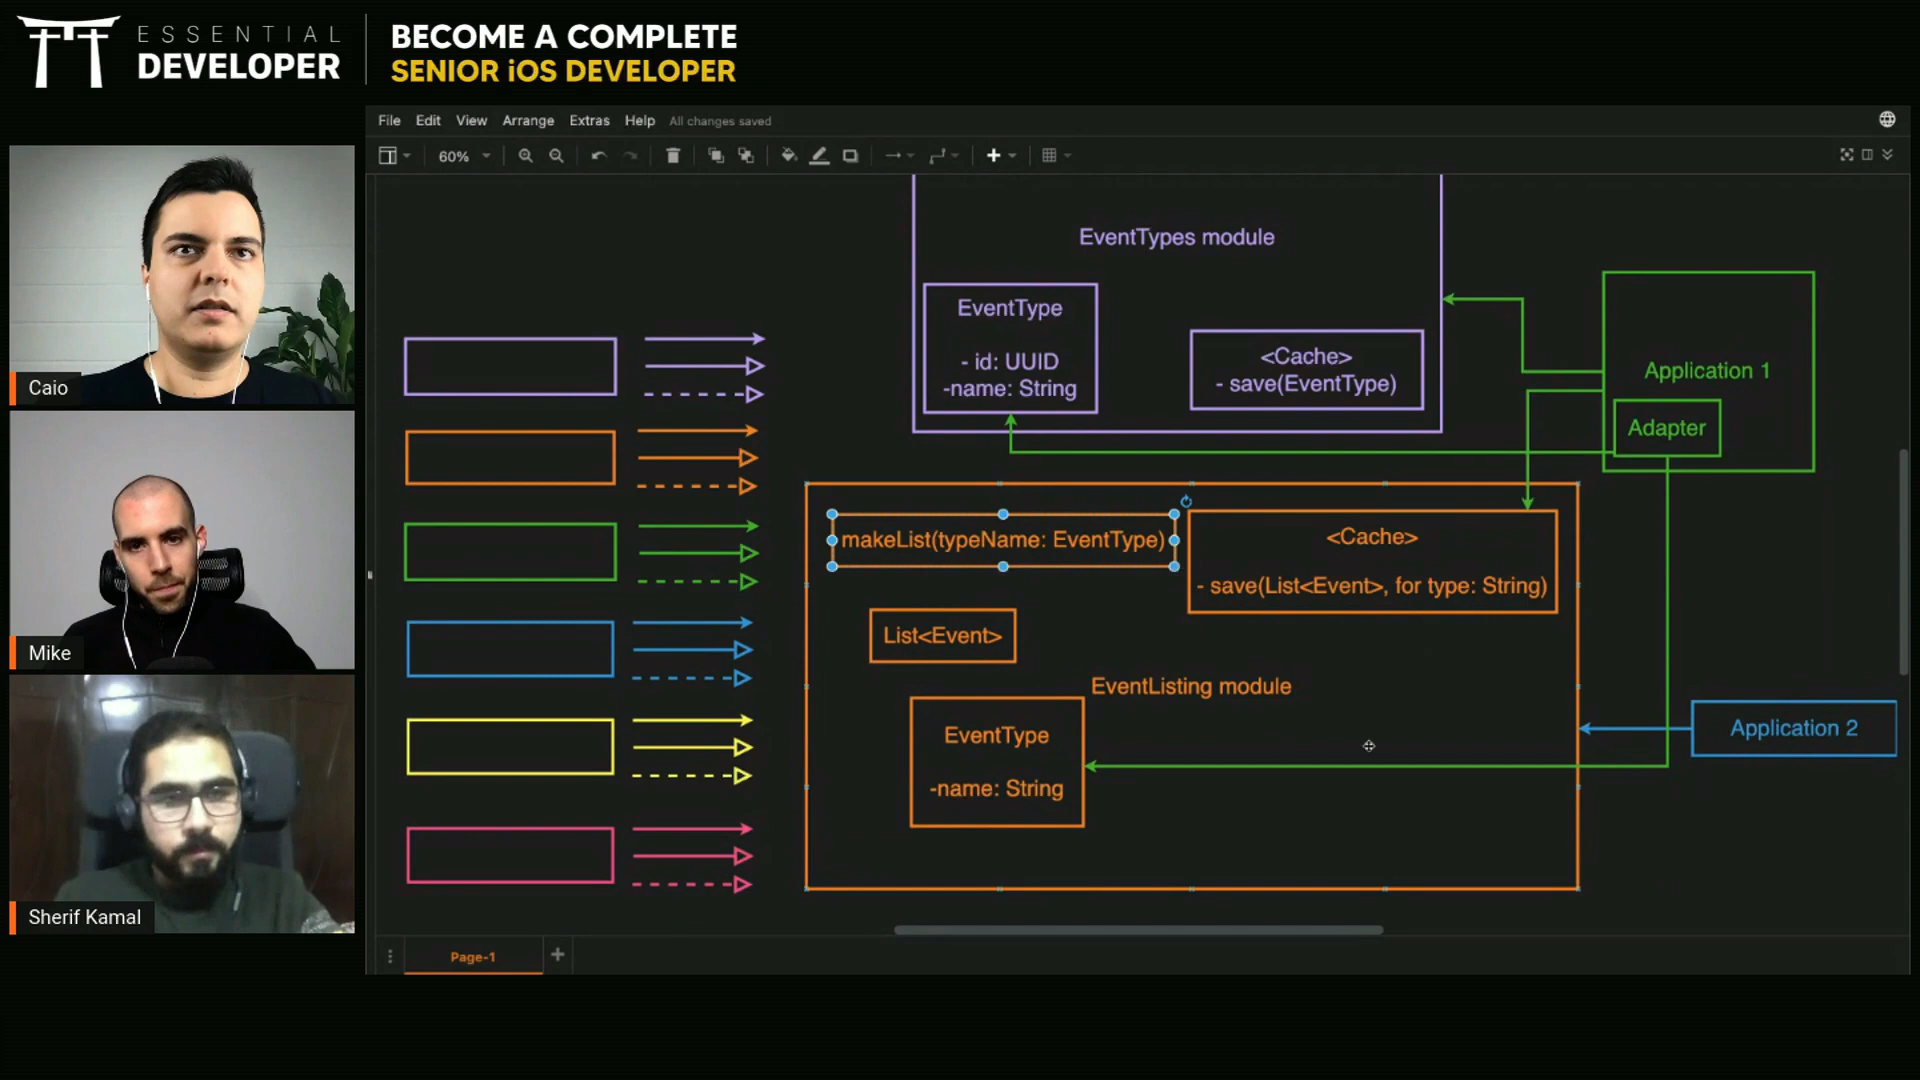 ESSENTIAL
DEVELOPER
BECOME A COMPLETE
SENIOR iOS DEVELOPER
File Edit View Arrange Extras Help All changes saved
60%
Caio
Mike
Sherif Kamal
EventTypes module
EventType
- id: UUID
-name: String
<Cache>
- save(EventType)
Application 1
Adapter
makeList(typeName: EventType)
<Cache>
- save(List<Event>, for type: String)
List<Event>
EventListing module
EventType
-name: String
Application 2
Page-1